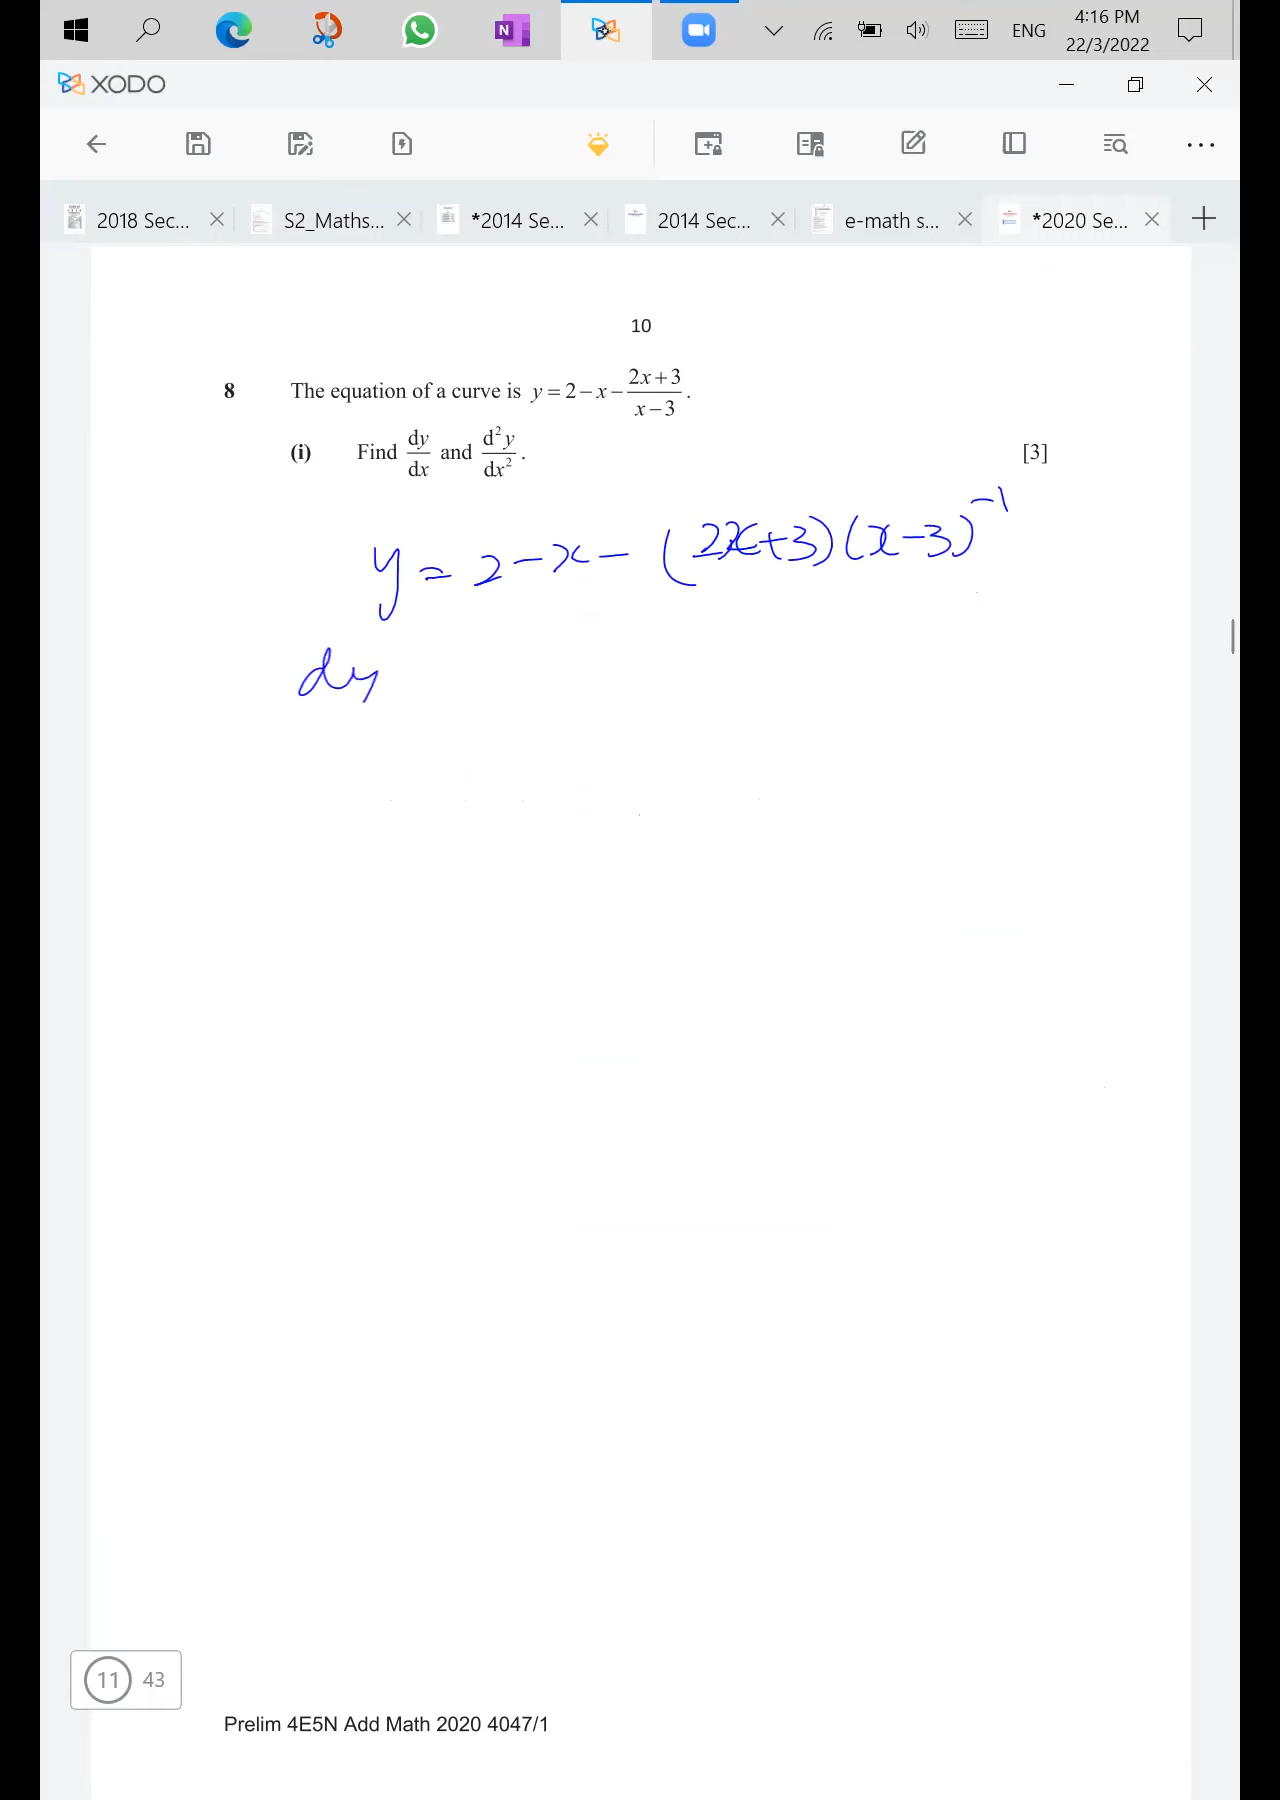 4:16 PM
ENG
22/3/2022
XODO
2018 Sec...
S2_Maths...
*2014 Se...
2014 Sec...
e-math s...
*2020 Se...
10
8 The equation of a curve is y = 2 − x − (2x+3)/(x−3).
(i) Find dy/dx and d²y/dx². [3]
y = 2 − x − (2x+3)(x−3)⁻¹
dy
11 43
Prelim 4E5N Add Math 2020 4047/1